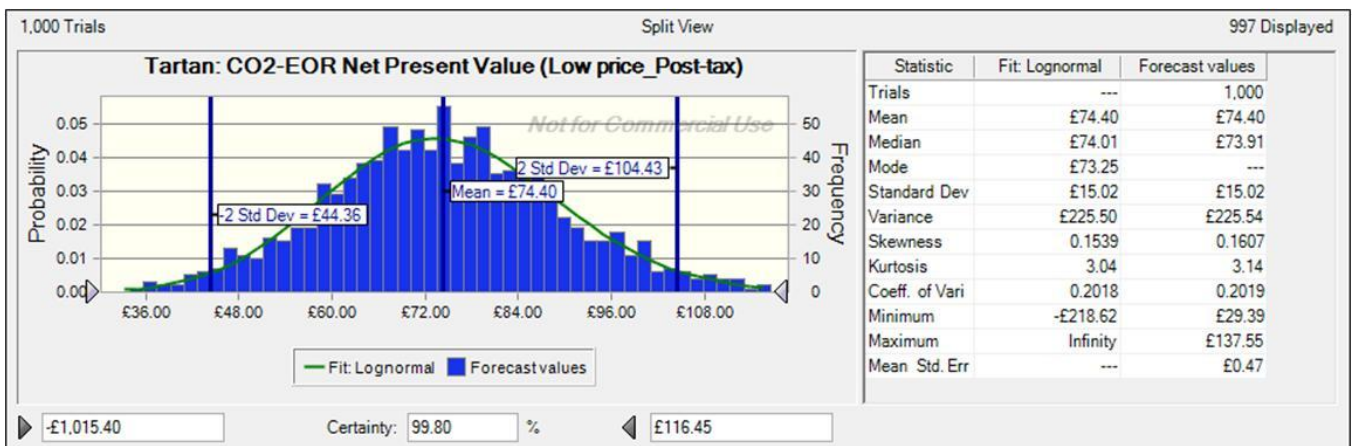 1,000 Trials Split View 997 Displayed
Tartan: CO2-EOR Net Present Value (Low price_Post-tax)
Not for Commercial Use
Probability
0.05
0.04
0.03
0.02
0.01
0.00
-2 Std Dev = £44.36
Mean = £74.40
2 Std Dev = £104.43
50
40
30
20
10
0
Frequency
£36.00 £48.00 £60.00 £72.00 £84.00 £96.00 £108.00
Fit: Lognormal Forecast values
Statistic Fit: Lognormal Forecast values
Trials --- 1,000
Mean £74.40 £74.40
Median £74.01 £73.91
Mode £73.25 ---
Standard Dev £15.02 £15.02
Variance £225.50 £225.54
Skewness 0.1539 0.1607
Kurtosis 3.04 3.14
Coeff. of Vari 0.2018 0.2019
Minimum -£218.62 £29.39
Maximum Infinity £137.55
Mean Std. Err --- £0.47
-£1,015.40 Certainty: 99.80 % £116.45